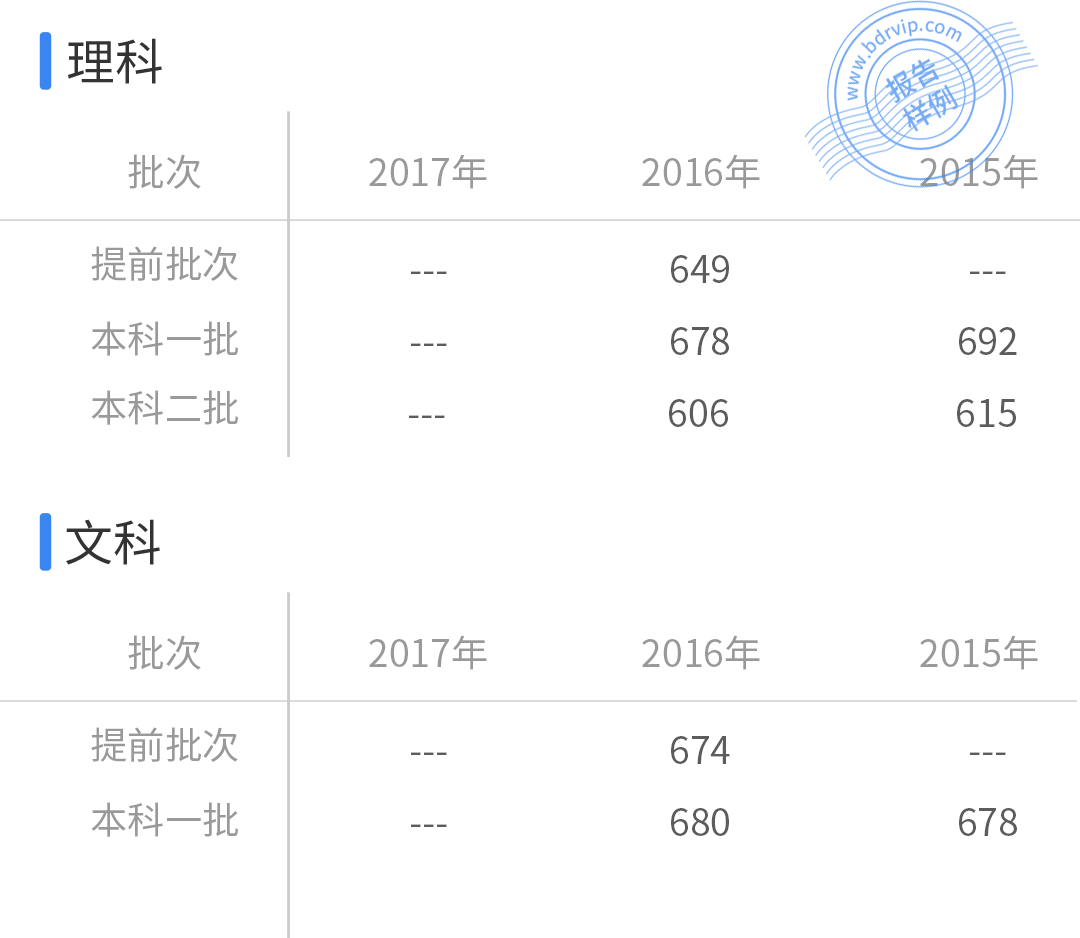 理科
www.bdrvip.com
报告
样例
批次 2017年 2016年 2015年
提前批次 --- 649 ---
本科一批 --- 678 692
本科二批 --- 606 615
文科
批次 2017年 2016年 2015年
提前批次 --- 674 ---
本科一批 --- 680 678